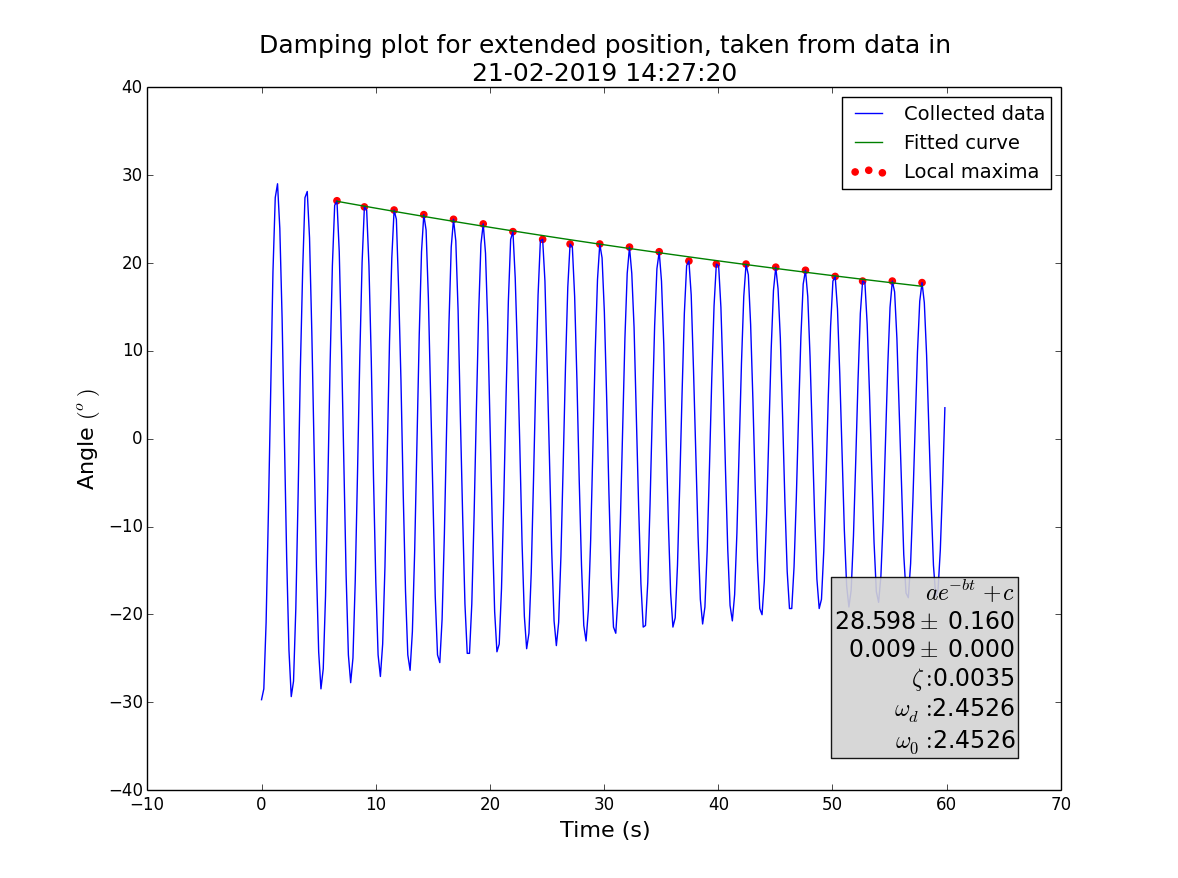 Damping plot for extended position, taken from data in
21-02-2019 14:27:20
Collected data
Fitted curve
Local maxima
40
30
20
10
0
−10
−20
−30
−40
Angle (°)
ae^{-bt} + c
28.598 ± 0.160
0.009 ± 0.000
ζ:0.0035
ω_d :2.4526
ω_0 :2.4526
−10 0 10 20 30 40 50 60 70
Time (s)